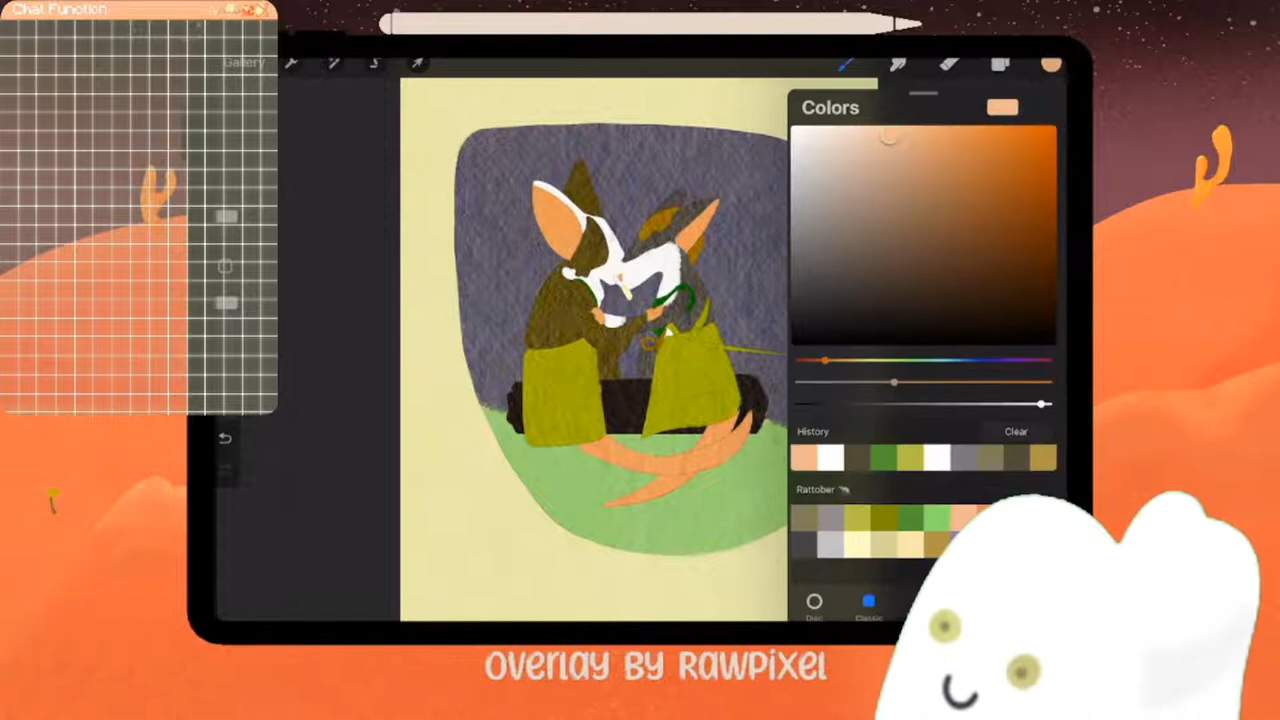 Chat Function
Gallery
Colors
History
Clear
Rattober
Disc
Classic
Overlay by Rawpixel